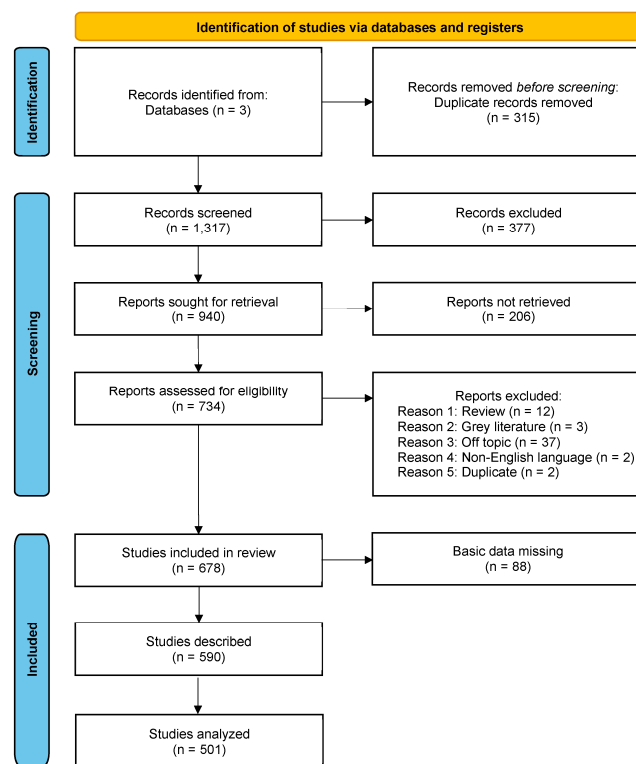 Identification of studies via databases and registers
Identification
Records identified from:
Databases (n = 3)
Records removed before screening:
Duplicate records removed
(n = 315)
Screening
Records screened
(n = 1,317)
Records excluded
(n = 377)
Reports sought for retrieval
(n = 940)
Reports not retrieved
(n = 206)
Reports assessed for eligibility
(n = 734)
Reports excluded:
Reason 1: Review (n = 12)
Reason 2: Grey literature (n = 3)
Reason 3: Off topic (n = 37)
Reason 4: Non-English language (n = 2)
Reason 5: Duplicate (n = 2)
Included
Studies included in review
(n = 678)
Basic data missing
(n = 88)
Studies described
(n = 590)
Studies analyzed
(n = 501)